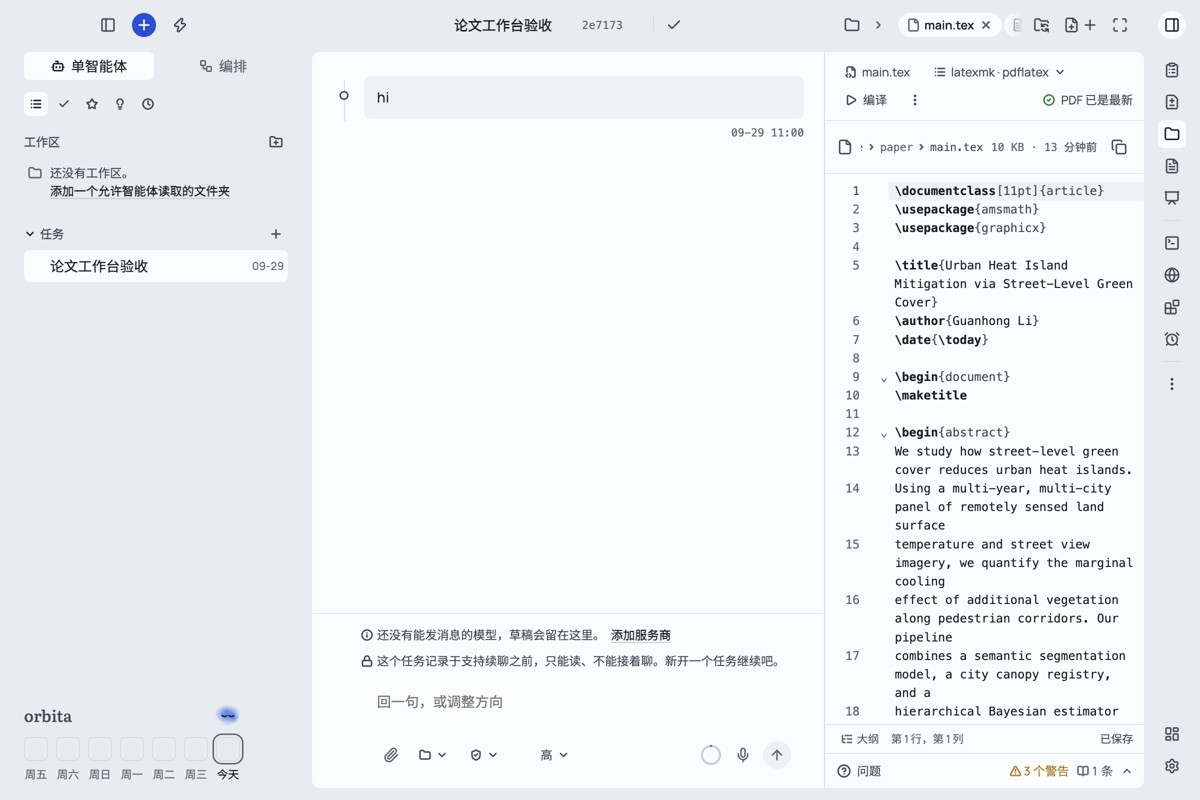 论文工作台验收 2e7173
main.tex
单智能体 编排
工作区
还没有工作区。
添加一个允许智能体读取的文件夹
任务
论文工作台验收 09-29
orbita
周五 周六 周日 周一 周二 周三 今天
hi
09-29 11:00
还没有能发消息的模型，草稿会留在这里。 添加服务商
这个任务记录于支持续聊之前，只能读、不能接着聊。新开一个任务继续吧。
回一句，或调整方向
高
main.tex latexmk · pdflatex
编译 PDF 已是最新
paper › main.tex 10 KB · 13 分钟前
1 \documentclass[11pt]{article}
2 \usepackage{amsmath}
3 \usepackage{graphicx}
4
5 \title{Urban Heat Island
Mitigation via Street-Level Green
Cover}
6 \author{Guanhong Li}
7 \date{\today}
8
9 \begin{document}
10 \maketitle
11
12 \begin{abstract}
13 We study how street-level green
cover reduces urban heat islands.
14 Using a multi-year, multi-city
panel of remotely sensed land
surface
15 temperature and street view
imagery, we quantify the marginal
cooling
16 effect of additional vegetation
along pedestrian corridors. Our
pipeline
17 combines a semantic segmentation
model, a city canopy registry,
and a
18 hierarchical Bayesian estimator
大纲 第1行，第1列 已保存
问题 3 个警告 1 条